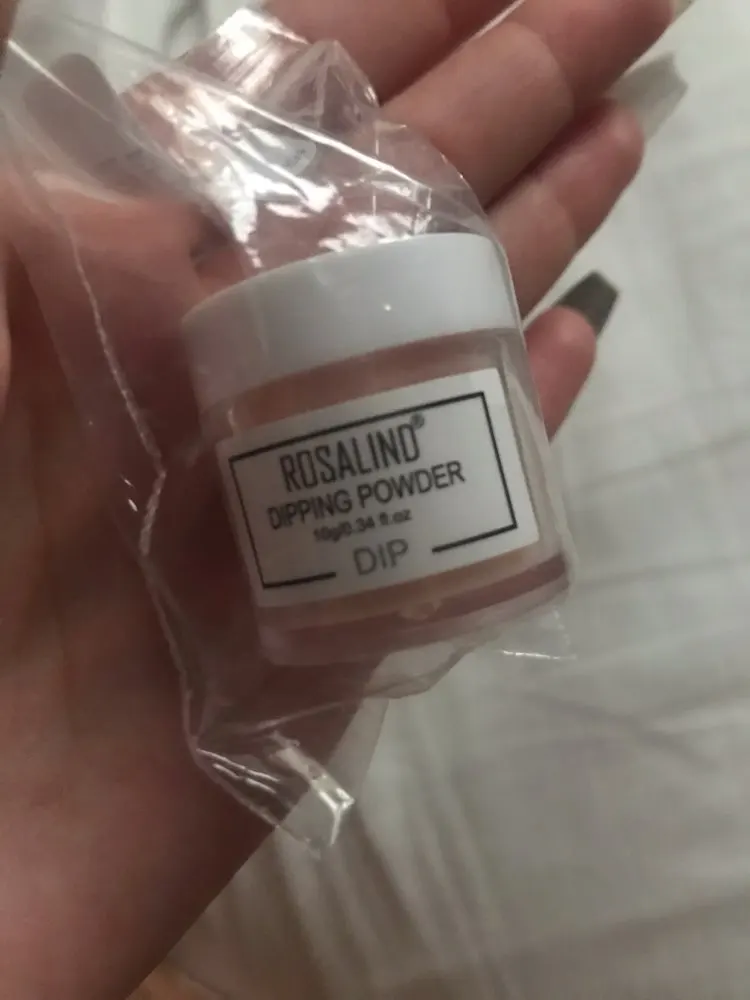 ROSALIND®
DIPPING POWDER
10g/0.34 fl.oz
DIP